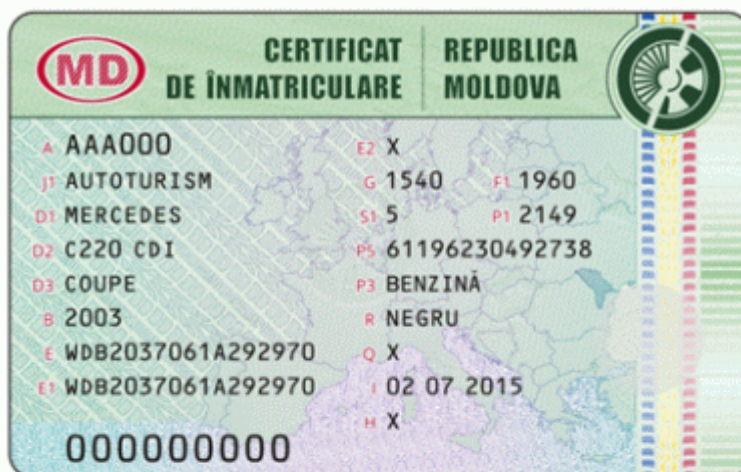 MD
CERTIFICAT DE ÎNMATRICULARE
REPUBLICA MOLDOVA
A AAA000
E2 X
J1 AUTOTURISM
G 1540 F1 1960
D1 MERCEDES
S1 5 P1 2149
D2 C220 CDI
P5 61196230492738
D3 COUPE
P3 BENZINĂ
B 2003
R NEGRU
E WDB2037061A292970
Q X
E1 WDB2037061A292970
I 02 07 2015
H X
000000000